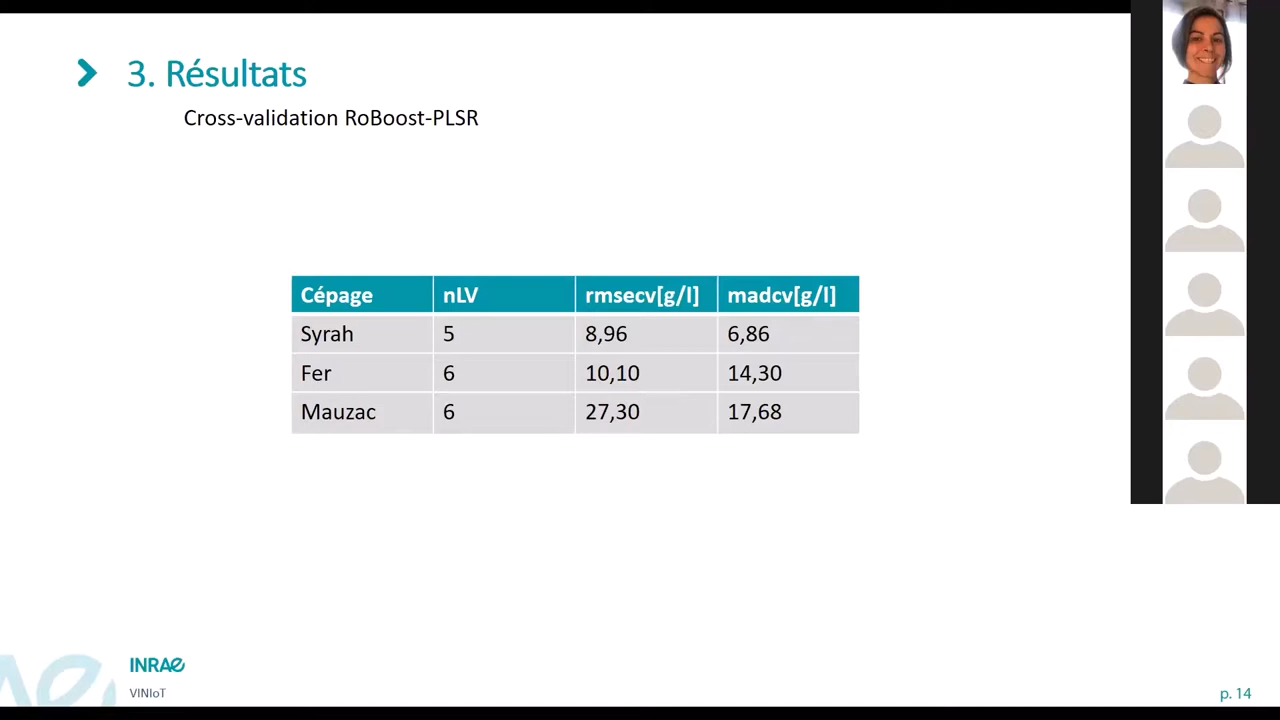 3. Résultats
Cross-validation RoBoost-PLSR
Cépage nLV rmsecv[g/l] madcv[g/l]
Syrah 5 8,96 6,86
Fer 6 10,10 14,30
Mauzac 6 27,30 17,68
INRAE
VINIoT
p. 14